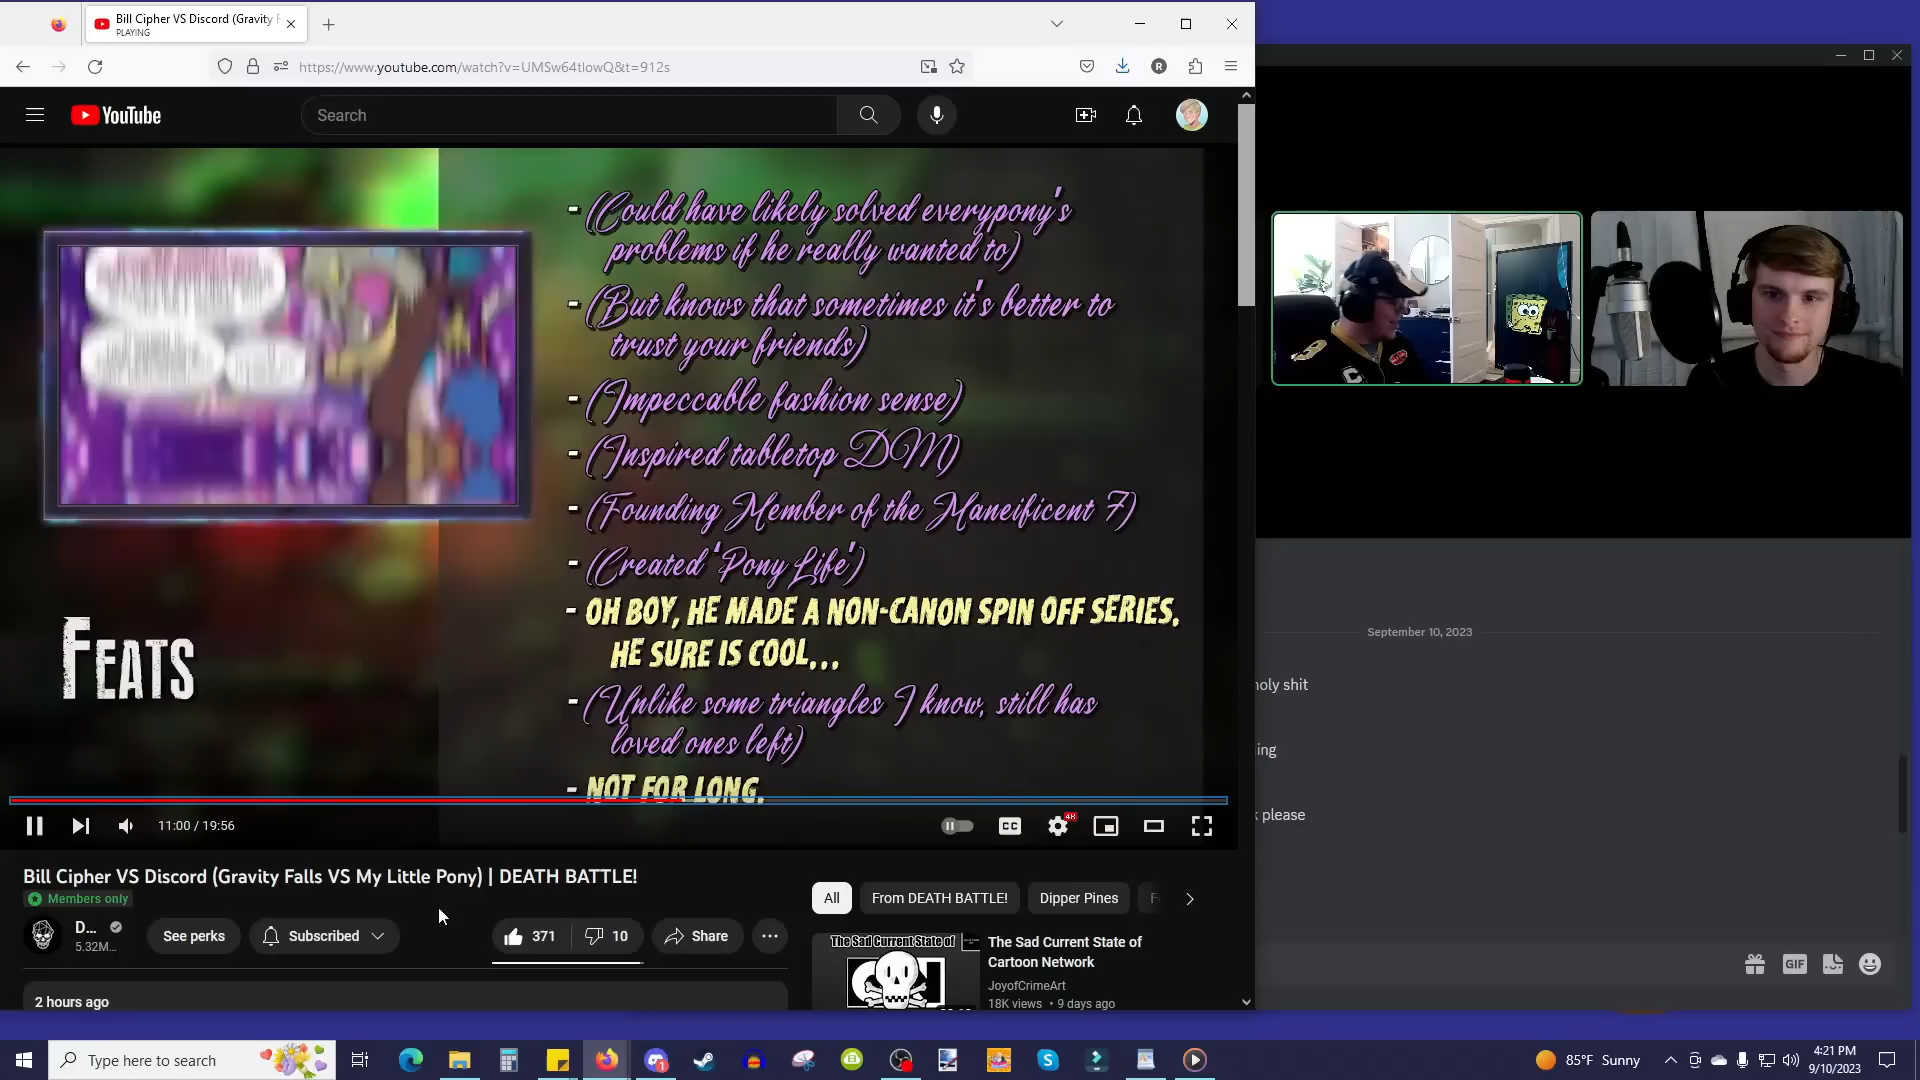 Bill Cipher VS Discord (Gravity F
PLAYING
https://www.youtube.com/watch?v=UMSw64tlowQ&t=912s
YouTube
Search
- (Could have likely solved everypony's
problems if he really wanted to)
- (But knows that sometimes it's better to
trust your friends)
- (Impeccable fashion sense)
- (Inspired tabletop DM)
- (Founding Member of the Maneificent 7)
- (Created 'Pony Life')
- OH BOY, HE MADE A NON-CANON SPIN OFF SERIES,
HE SURE IS COOL...
- (Unlike some triangles I know, still has
loved ones left)
- NOT FOR LONG.
FEATS
11:00 / 19:56
CC
4K
Bill Cipher VS Discord (Gravity Falls VS My Little Pony) | DEATH BATTLE!
Members only
D...
5.32M...
See perks
Subscribed
371
10
Share
2 hours ago
All
From DEATH BATTLE!
Dipper Pines
The Sad Current State of
The Sad Current State of
Cartoon Network
JoyofCrimeArt
18K views • 9 days ago
September 10, 2023
holy shit
ing
please
GIF
Type here to search
85°F Sunny
4:21 PM
9/10/2023